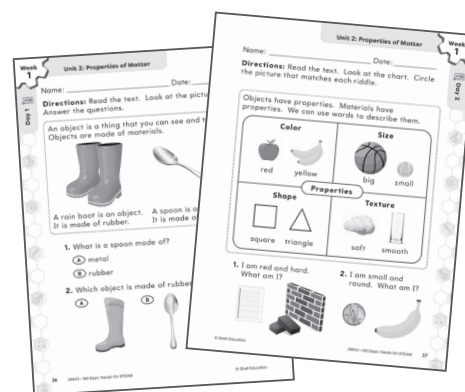 Week
1
Unit 2: Properties of Matter
Name:
Date:
Day 1
Directions: Read the text. Look at the
Answer the questions.
An object is a thing that you can see and
Objects are made of materials.
A rain boot is an object.
It is made of rubber.
A spoon is a
It is made o
1. What is a spoon made of?
A metal
B rubber
2. Which object is made of rubber
A
B
© Shell Education
Week
1
Unit 2: Properties of Matter
Name:
Date:
Day 2
Directions: Read the text. Look at the chart. Circle
the picture that matches each riddle.
Objects have properties. Materials have
properties. We can use words to describe them.
Color
red
yellow
Size
big
small
Properties
Shape
square
triangle
Texture
soft
smooth
1. I am red and hard.
What am I?
2. I am small and
round. What am I?
© Shell Education
37